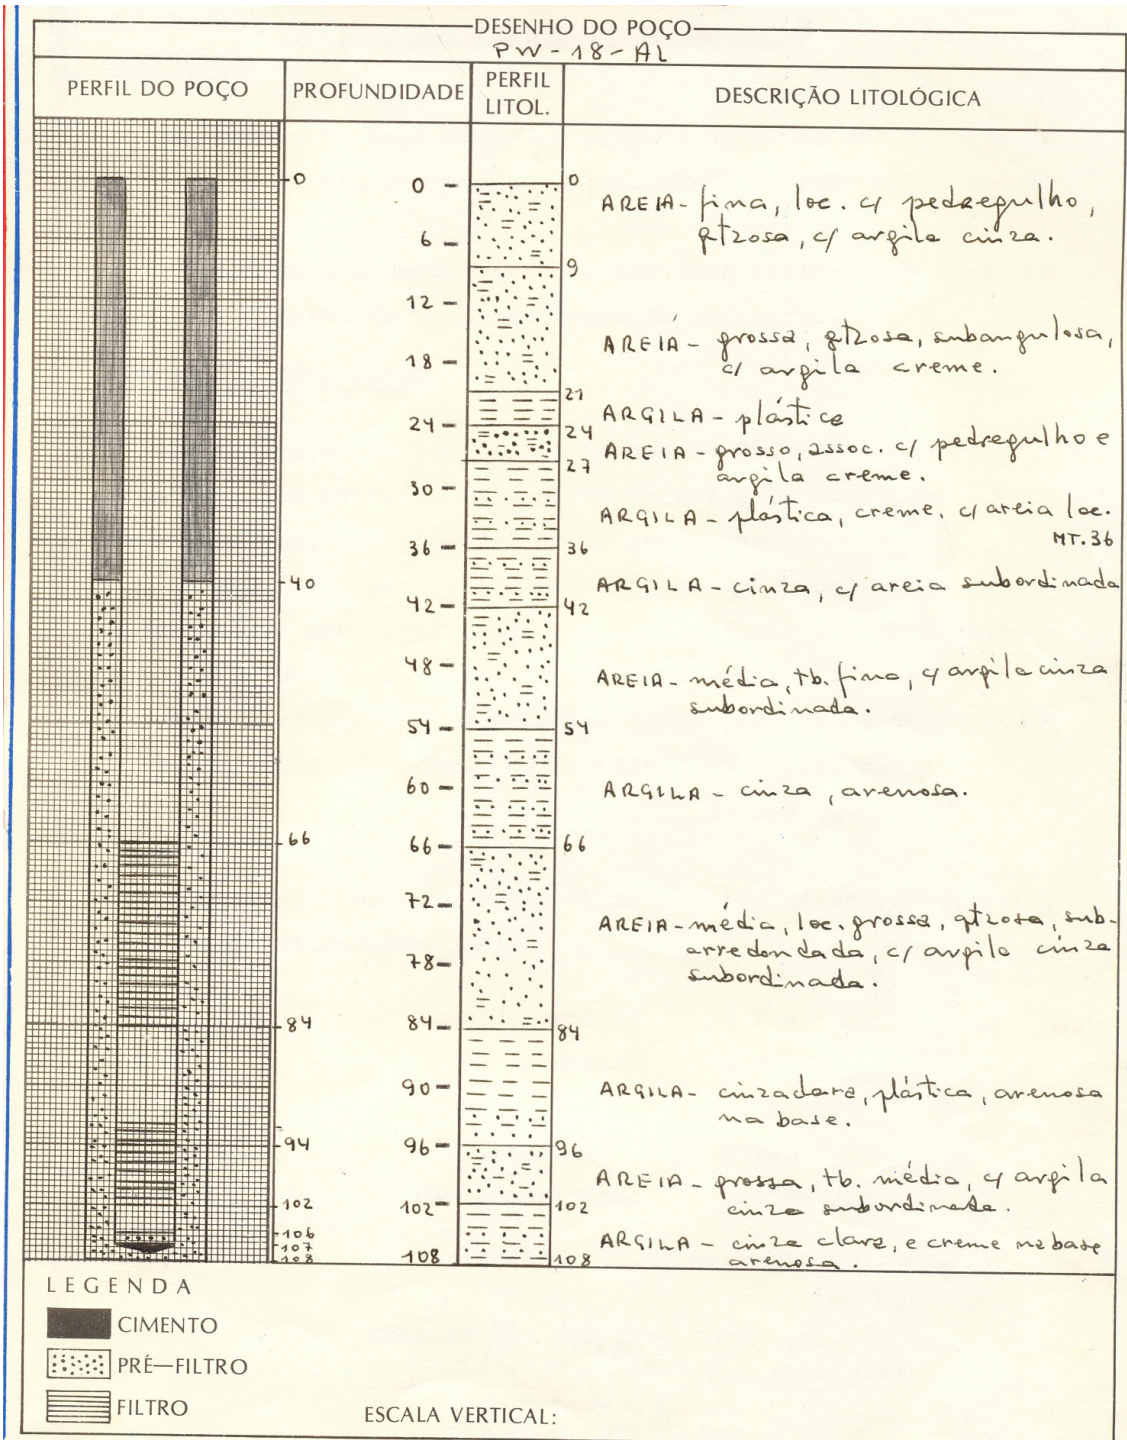 DESENHO DO POÇO
PW-18-AL
PERFIL DO POÇO
PROFUNDIDADE
PERFIL
LITOL.
DESCRIÇÃO LITOLÓGICA
0 0 0
AREIA- fina, loc. c/ pedregulho,
qtzosa, c/ argila cinza.
6
9
12
AREIA - grossa, qtzosa, subangulosa,
c/ argila creme.
18
21
ARGILA - plástica
24 24
AREIA - grosso, assoc. c/ pedregulho e
argila creme.
27
30
ARGILA - plástica, creme, c/ areia loc.
MT. 36
36 36
40
ARGILA - cinza, c/ areia subordinada
42 42
48
AREIA - média, tb. fina, c/ argila cinza
subordinada.
54 54
60
ARGILA - cinza, arenosa.
66 66 66
72
AREIA - média, loc. grossa, qtzosa, sub-
arredondada, c/ argila cinza
78
subordinada.
84 84 84
90
ARGILA - cinza clara, plástica, arenosa
na base.
94 96 96
AREIA - grossa, tb. média, c/ argila
cinza subordinada.
102 102 102
106
107
ARGILA - cinza clara, e creme na base
arenosa.
108 108 108
LEGENDA
CIMENTO
PRÉ-FILTRO
FILTRO
ESCALA VERTICAL: